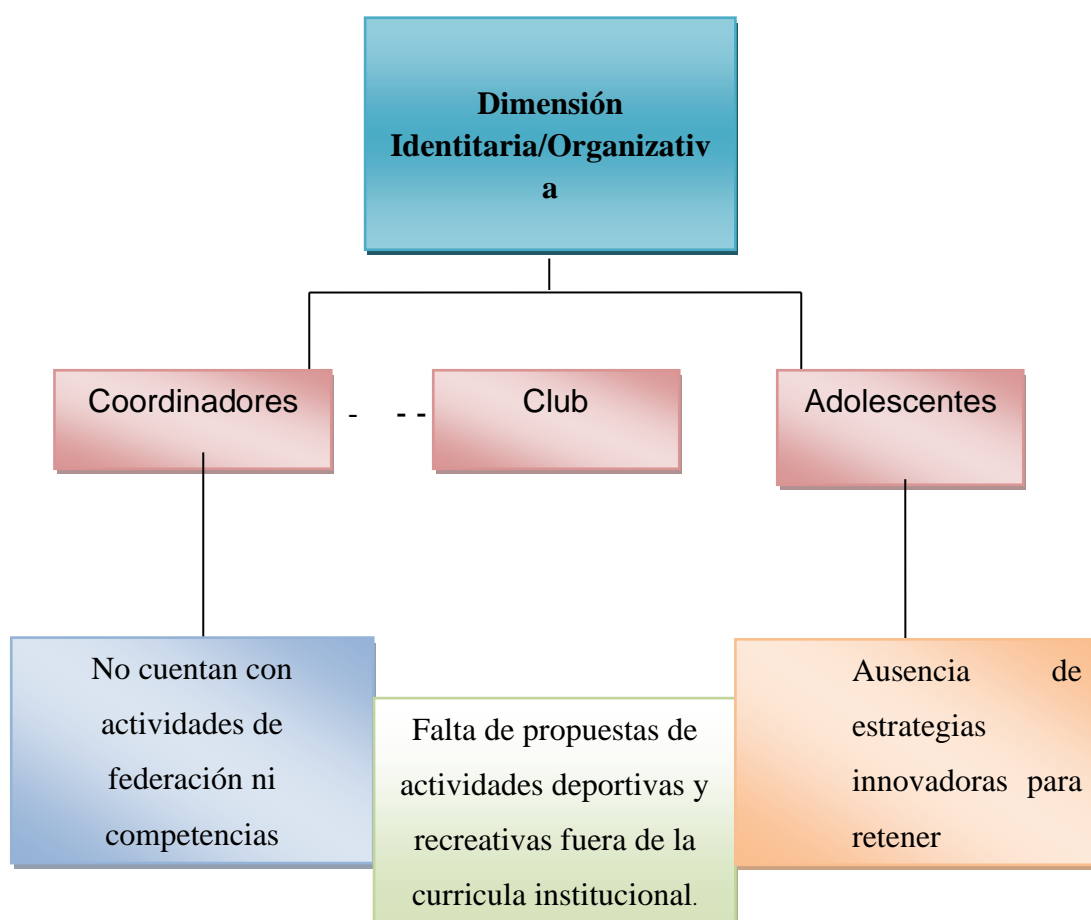 Dimensión
Identitaria/Organizativ
a
Coordinadores
Club
Adolescentes
No cuentan con
actividades de
federación ni
competencias
Falta de propuestas de
actividades deportivas y
recreativas fuera de la
curricula institucional.
Ausencia de
estrategias
innovadoras para
retener